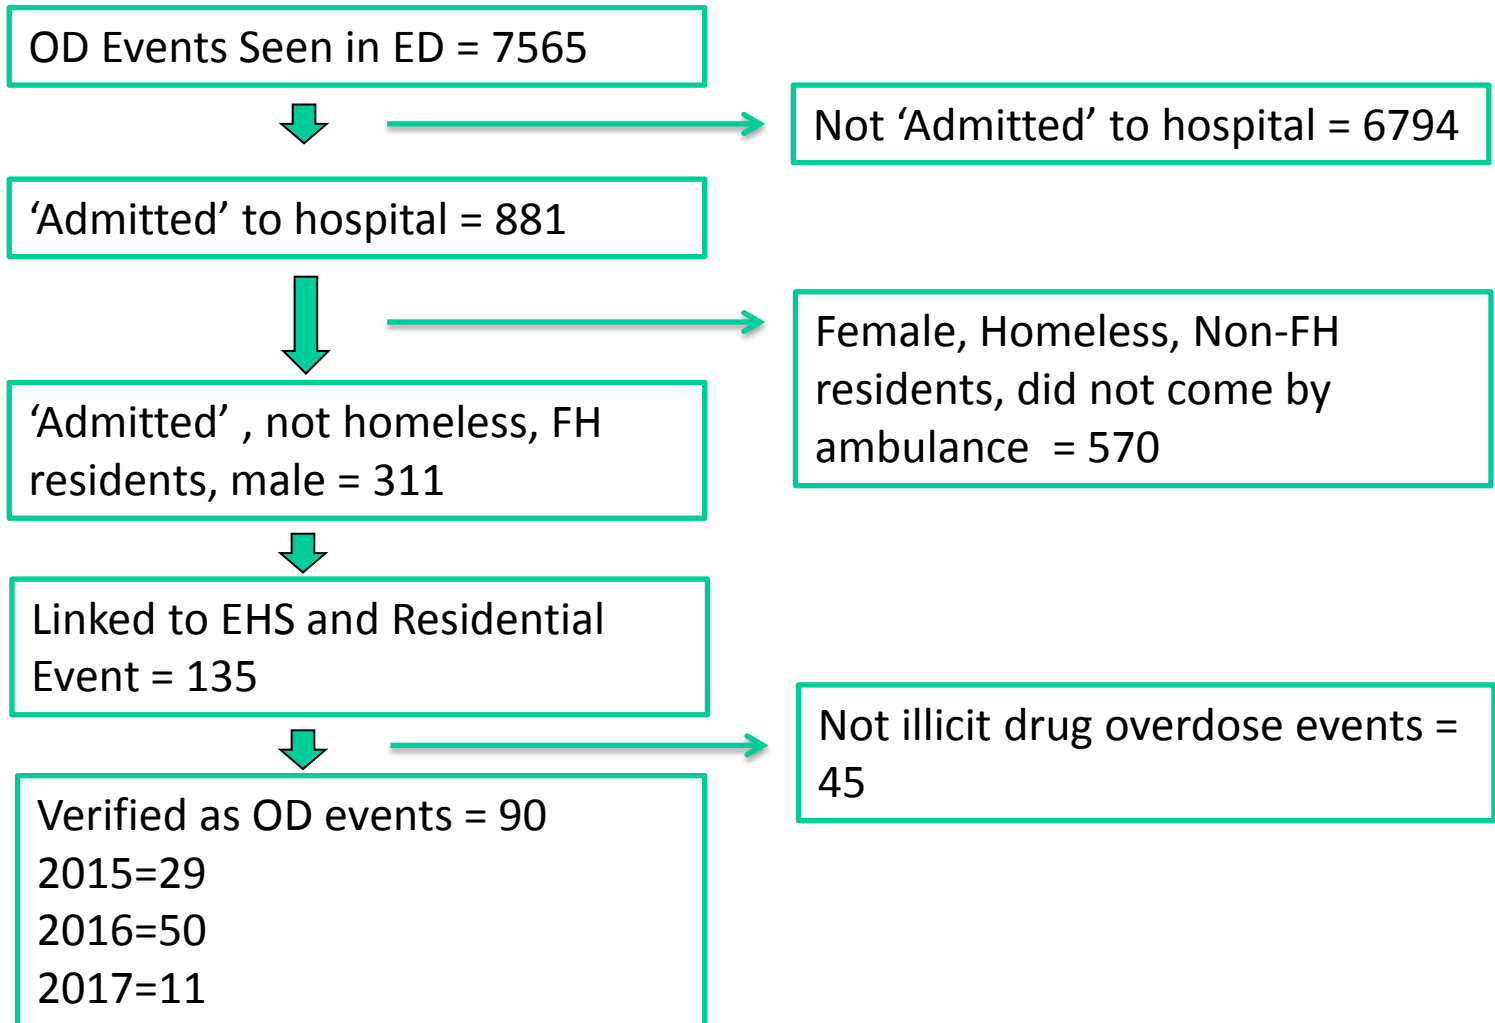 OD Events Seen in ED = 7565
Not ‘Admitted’ to hospital = 6794
‘Admitted’ to hospital = 881
Female, Homeless, Non-FH
residents, did not come by
ambulance  = 570
‘Admitted’ , not homeless, FH
residents, male = 311
Linked to EHS and Residential
Event = 135
Not illicit drug overdose events =
45
Verified as OD events = 90
2015=29
2016=50
2017=11